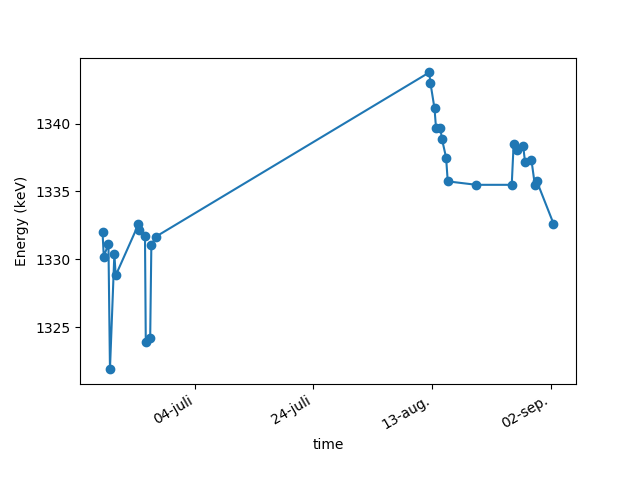 Energy (keV)
1340
1335
1330
1325
04-juli
24-juli
13-aug.
02-sep.
time